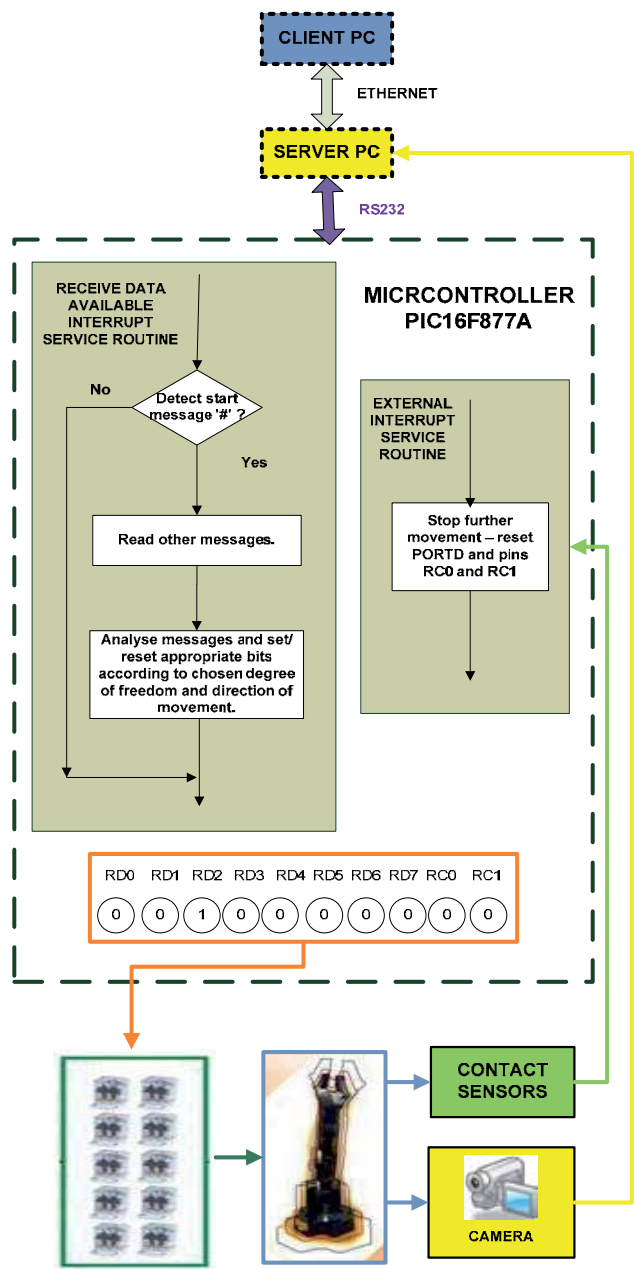 CLIENT PC
ETHERNET
SERVER PC
RS232
MICRCONTROLLER
PIC16F877A
RECEIVE DATA
AVAILABLE
INTERRUPT
SERVICE ROUTINE
No
Detect start
message '#' ?
Yes
Read other messages.
Analyse messages and set/
reset appropriate bits
according to chosen degree
of freedom and direction of
movement.
EXTERNAL
INTERRUPT
SERVICE
ROUTINE
Stop further
movement – reset
PORTD and pins
RC0 and RC1
RD0 RD1 RD2 RD3 RD4 RD5 RD6 RD7 RC0 RC1
0 0 1 0 0 0 0 0 0 0
CONTACT
SENSORS
CAMERA